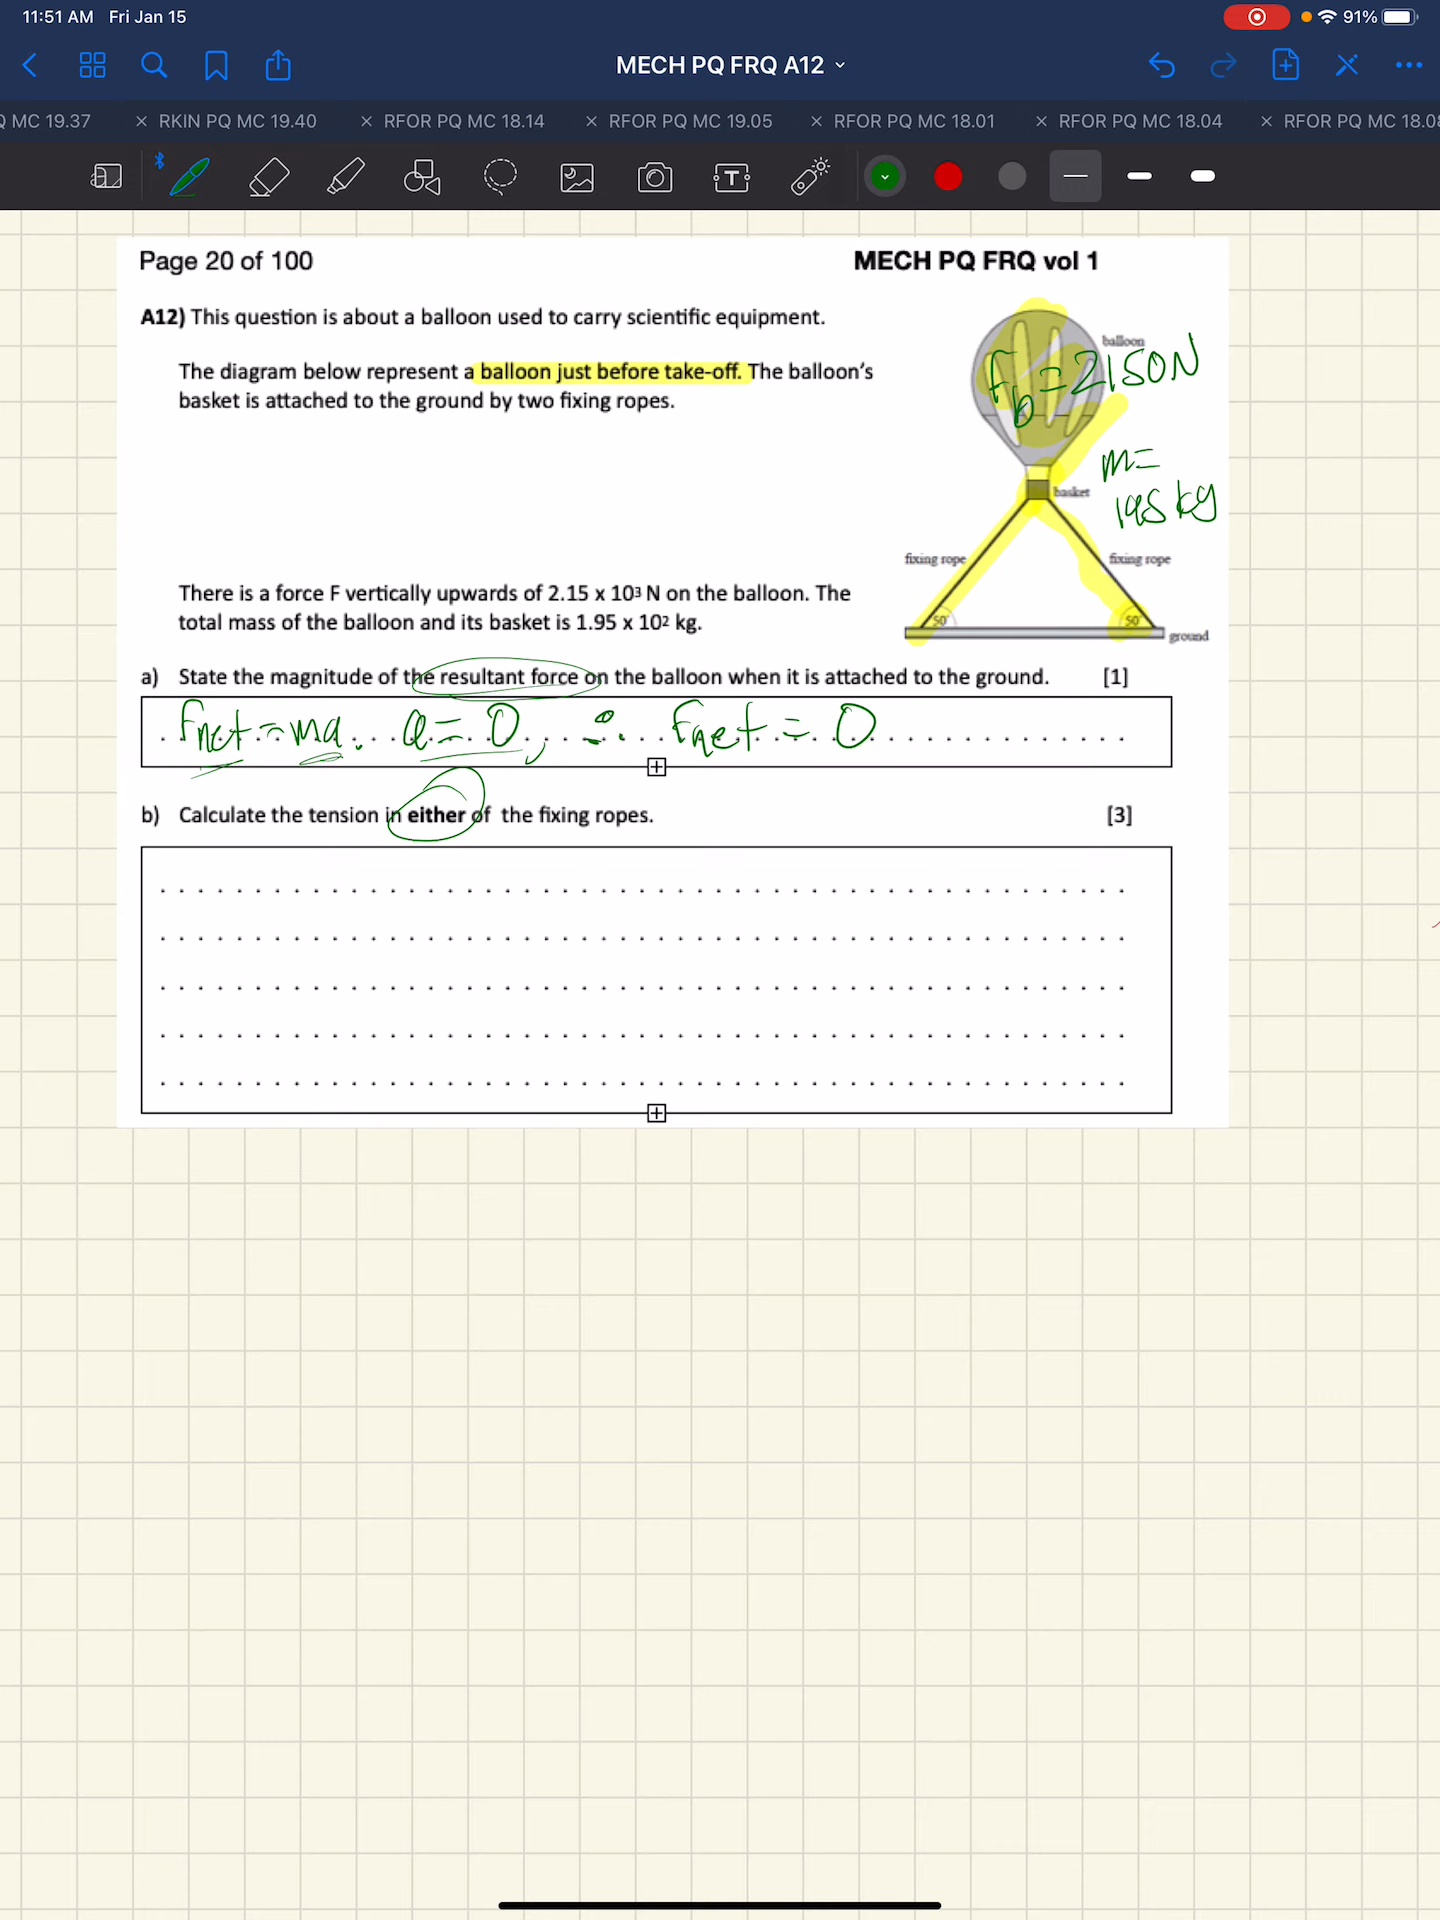 11:51 AM Fri Jan 15
91%
MECH PQ FRQ A12
Q MC 19.37
RKIN PQ MC 19.40
RFOR PQ MC 18.14
RFOR PQ MC 19.05
RFOR PQ MC 18.01
RFOR PQ MC 18.04
RFOR PQ MC 18.08
Page 20 of 100
MECH PQ FRQ vol 1
A12) This question is about a balloon used to carry scientific equipment.
The diagram below represent a balloon just before take-off. The balloon's
basket is attached to the ground by two fixing ropes.
balloon
Fb = 2150N
m=
195 kg
basket
fixing rope
fixing rope
50°
50°
ground
There is a force F vertically upwards of 2.15 x 10³ N on the balloon. The
total mass of the balloon and its basket is 1.95 x 10² kg.
a) State the magnitude of the resultant force on the balloon when it is attached to the ground. [1]
Fnet = ma. a = 0, ∴ Fnet = 0
b) Calculate the tension in either of the fixing ropes. [3]